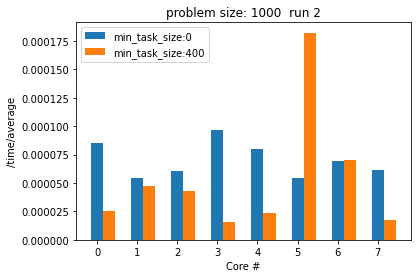 problem size: 1000  run 2
min_task_size:0
min_task_size:400
/time/average
0.000175
0.000150
0.000125
0.000100
0.000075
0.000050
0.000025
0.000000
0 1 2 3 4 5 6 7
Core #